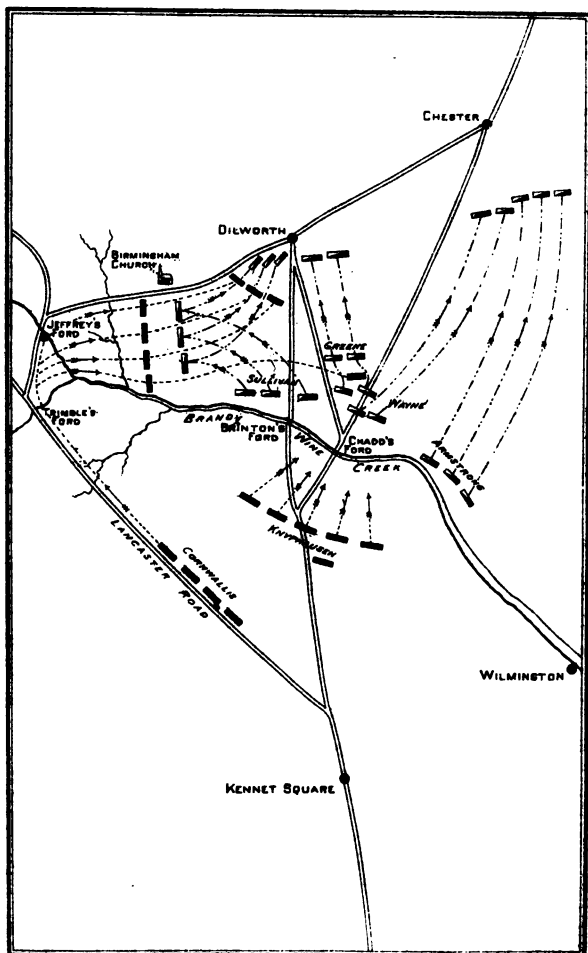 CHESTER
DILWORTH
BIRMINGHAM
CHURCH
JEFFREY'S
FORD
GREENE
SULLIVAN
WAYNE
TRIMBLE'S
FORD
BRANDY
BRINTON'S
FORD
WINE
CHADD'S
FORD
CREEK
ARMSTRONG
KNYPHAUSEN
CORNWALLIS
LANCASTER ROAD
WILMINGTON
KENNET SQUARE